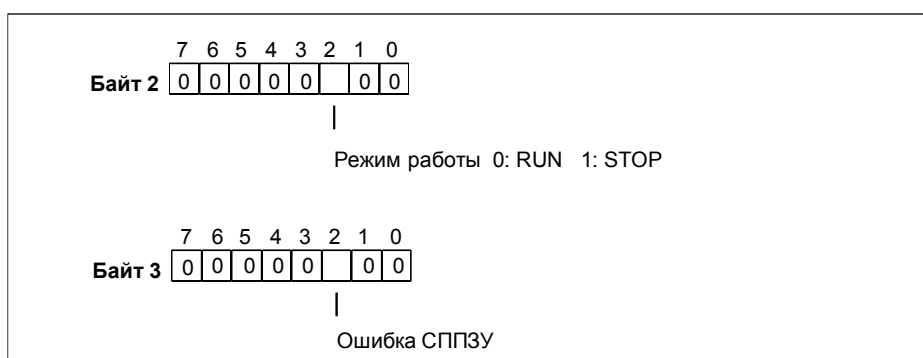 7 6 5 4 3 2 1 0
Байт 2 0 0 0 0 0 0 0
Режим работы 0: RUN 1: STOP
7 6 5 4 3 2 1 0
Байт 3 0 0 0 0 0 0 0
Ошибка СППЗУ